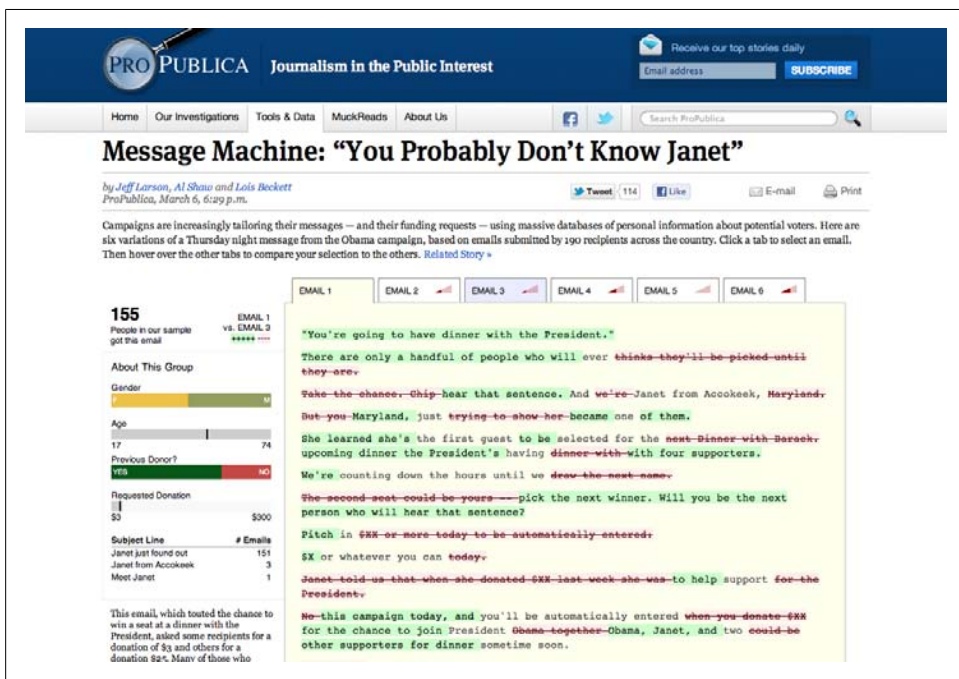 PRO PUBLICA Journalism in the Public Interest
Receive our top stories daily
Email address SUBSCRIBE
Home Our Investigations Tools & Data MuckReads About Us Search ProPublica
Message Machine: “You Probably Don’t Know Janet”
by Jeff Larson, Al Shaw and Lois Beckett
ProPublica, March 6, 6:29 p.m.
Tweet 114 Like E-mail Print
Campaigns are increasingly tailoring their messages — and their funding requests — using massive databases of personal information about potential voters. Here are
six variations of a Thursday night message from the Obama campaign, based on emails submitted by 190 recipients across the country. Click a tab to select an email.
Then hover over the other tabs to compare your selection to the others. Related Story »
EMAIL 1 EMAIL 2 EMAIL 3 EMAIL 4 EMAIL 5 EMAIL 6
155
People in our sample
got this email
EMAIL 1
vs. EMAIL 3
+++++ ----
About This Group
Gender
F M
Age
17 74
Previous Donor?
YES NO
Requested Donation
$3 $300
Subject Line # Emails
Janet just found out 151
Janet from Accokeek 3
Meet Janet 1
This email, which touted the chance to
win a seat at a dinner with the
President, asked some recipients for a
donation of $3 and others for a
donation $25. Many of those who
"You're going to have dinner with the President."
There are only a handful of people who will ever thinks they'll be picked until
they are.
Take the chance. Chip hear that sentence. And we're Janet from Accokeek, Maryland.
But you Maryland, just trying to show her became one of them.
She learned she's the first guest to be selected for the next Dinner with Barack.
upcoming dinner the President's having dinner with with four supporters.
We're counting down the hours until we draw the next name.
The second seat could be yours -- pick the next winner. Will you be the next
person who will hear that sentence?
Pitch in $XX or more today to be automatically entered.
$X or whatever you can today.
Janet told us that when she donated $XX last week she was to help support for the
President.
No this campaign today, and you'll be automatically entered when you donate $XX
for the chance to join President Obama together Obama, Janet, and two could be
other supporters for dinner sometime soon.